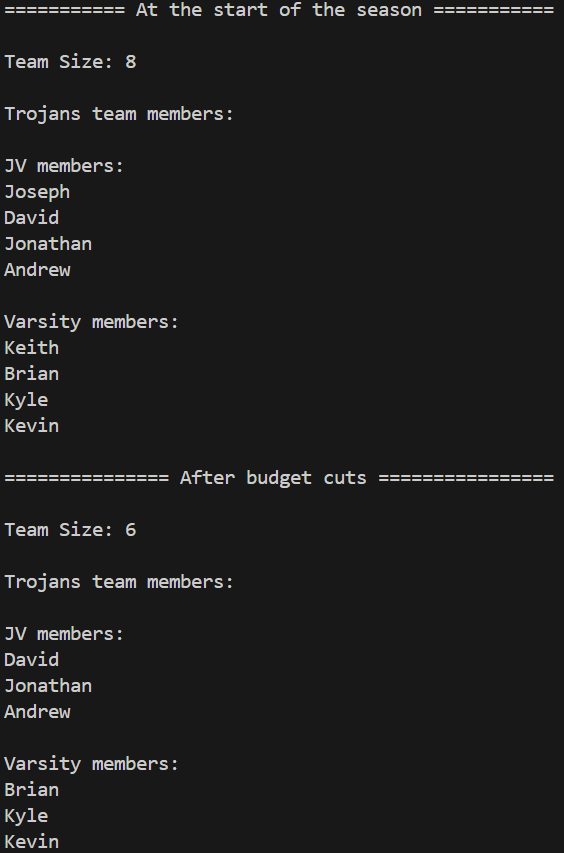 =========== At the start of the season ===========
Team Size: 8
Trojans team members:
JV members:
Joseph
David
Jonathan
Andrew
Varsity members:
Keith
Brian
Kyle
Kevin
=============== After budget cuts ================
Team Size: 6
Trojans team members:
JV members:
David
Jonathan
Andrew
Varsity members:
Brian
Kyle
Kevin